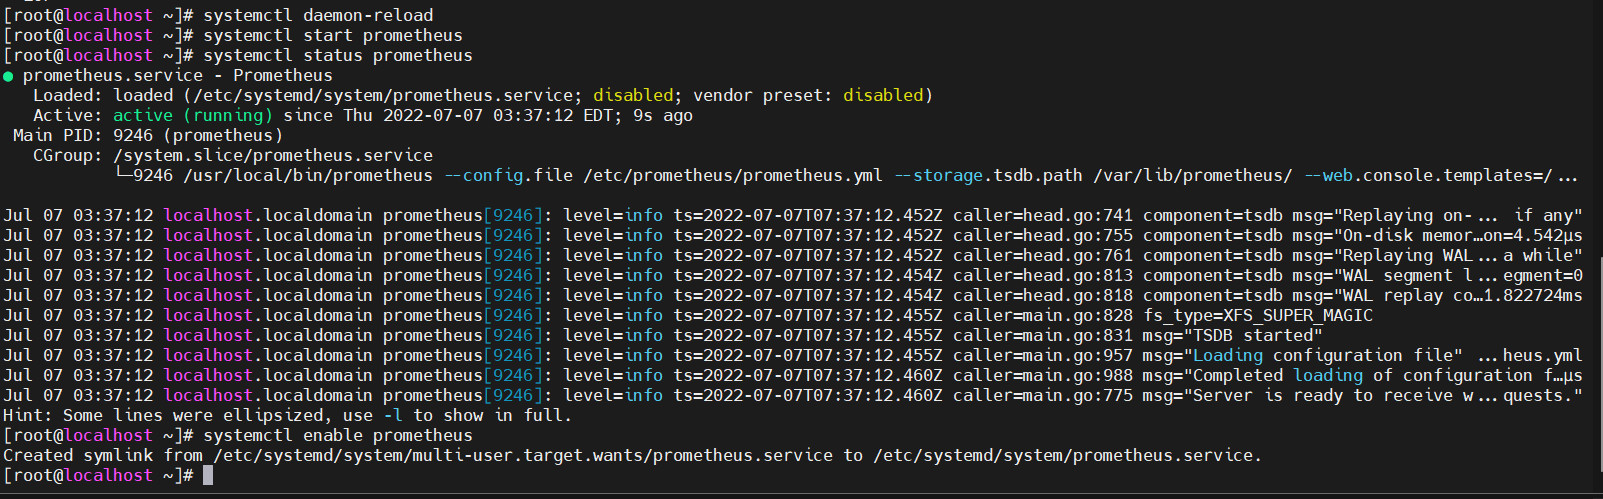 [root@localhost ~]# systemctl daemon-reload
[root@localhost ~]# systemctl start prometheus
[root@localhost ~]# systemctl status prometheus
● prometheus.service - Prometheus
   Loaded: loaded (/etc/systemd/system/prometheus.service; disabled; vendor preset: disabled)
   Active: active (running) since Thu 2022-07-07 03:37:12 EDT; 9s ago
 Main PID: 9246 (prometheus)
   CGroup: /system.slice/prometheus.service
           └─9246 /usr/local/bin/prometheus --config.file /etc/prometheus/prometheus.yml --storage.tsdb.path /var/lib/prometheus/ --web.console.templates=/...
Jul 07 03:37:12 localhost.localdomain prometheus[9246]: level=info ts=2022-07-07T07:37:12.452Z caller=head.go:741 component=tsdb msg="Replaying on-... if any"
Jul 07 03:37:12 localhost.localdomain prometheus[9246]: level=info ts=2022-07-07T07:37:12.452Z caller=head.go:755 component=tsdb msg="On-disk memor…on=4.542µs
Jul 07 03:37:12 localhost.localdomain prometheus[9246]: level=info ts=2022-07-07T07:37:12.452Z caller=head.go:761 component=tsdb msg="Replaying WAL...a while"
Jul 07 03:37:12 localhost.localdomain prometheus[9246]: level=info ts=2022-07-07T07:37:12.454Z caller=head.go:813 component=tsdb msg="WAL segment l...egment=0
Jul 07 03:37:12 localhost.localdomain prometheus[9246]: level=info ts=2022-07-07T07:37:12.454Z caller=head.go:818 component=tsdb msg="WAL replay co…1.822724ms
Jul 07 03:37:12 localhost.localdomain prometheus[9246]: level=info ts=2022-07-07T07:37:12.455Z caller=main.go:828 fs_type=XFS_SUPER_MAGIC
Jul 07 03:37:12 localhost.localdomain prometheus[9246]: level=info ts=2022-07-07T07:37:12.455Z caller=main.go:831 msg="TSDB started"
Jul 07 03:37:12 localhost.localdomain prometheus[9246]: level=info ts=2022-07-07T07:37:12.455Z caller=main.go:957 msg="Loading configuration file" ...heus.yml
Jul 07 03:37:12 localhost.localdomain prometheus[9246]: level=info ts=2022-07-07T07:37:12.460Z caller=main.go:988 msg="Completed loading of configuration f…µs
Jul 07 03:37:12 localhost.localdomain prometheus[9246]: level=info ts=2022-07-07T07:37:12.460Z caller=main.go:775 msg="Server is ready to receive w...quests."
Hint: Some lines were ellipsized, use -l to show in full.
[root@localhost ~]# systemctl enable prometheus
Created symlink from /etc/systemd/system/multi-user.target.wants/prometheus.service to /etc/systemd/system/prometheus.service.
[root@localhost ~]#